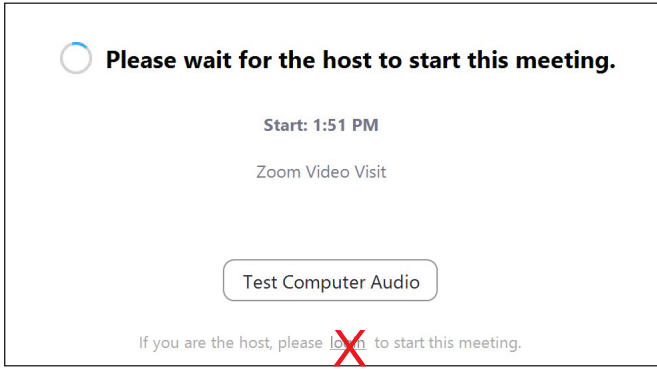 Please wait for the host to start this meeting.
Start: 1:51 PM
Zoom Video Visit
Test Computer Audio
If you are the host, please login to start this meeting.
X